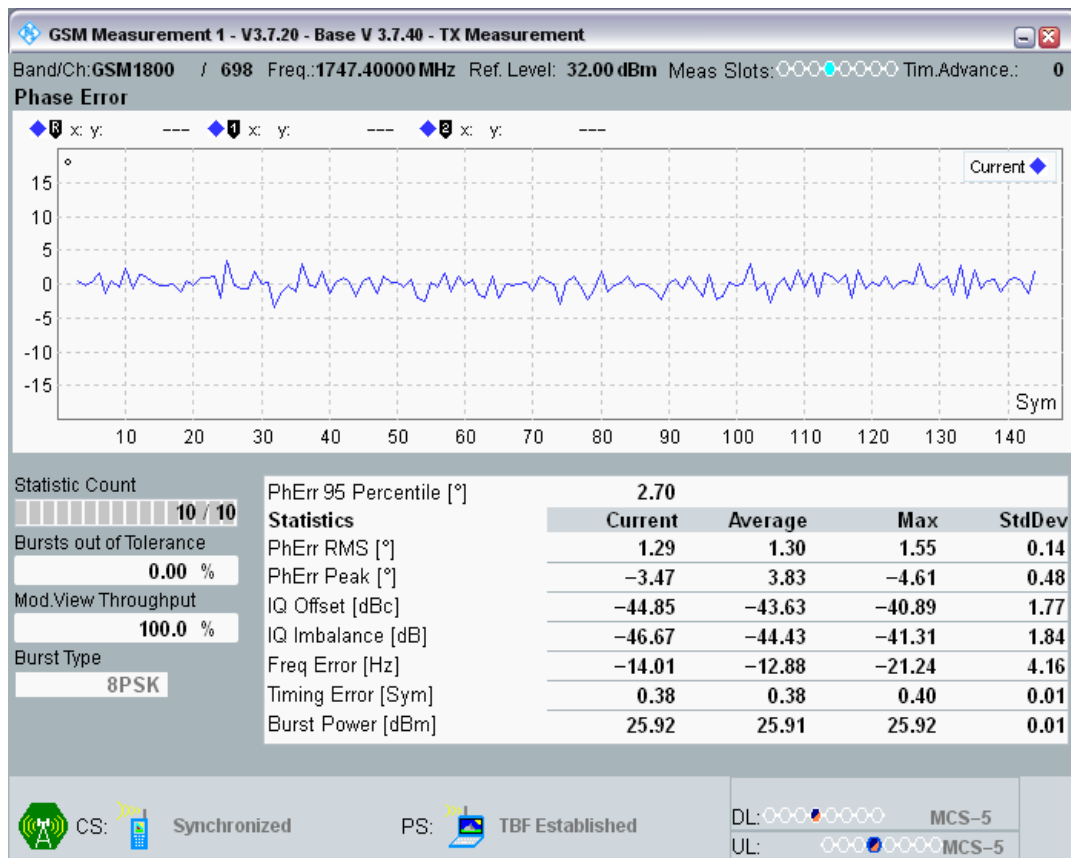 GSM Measurement 1 - V3.7.20 - Base V 3.7.40 - TX Measurement
Band/Ch:GSM1800 / 698 Freq.:1747.40000 MHz Ref. Level: 32.00 dBm Meas Slots: Tim.Advance.: 0
Phase Error
R x: y: --- 1 x: y: --- 2 x: y: ---
°
Current
15
10
5
0
-5
-10
-15
Sym
10 20 30 40 50 60 70 80 90 100 110 120 130 140
Statistic Count
10 / 10
Bursts out of Tolerance
0.00 %
Mod.View Throughput
100.0 %
Burst Type
8PSK
PhErr 95 Percentile [°] 2.70
Statistics Current Average Max StdDev
PhErr RMS [°] 1.29 1.30 1.55 0.14
PhErr Peak [°] −3.47 3.83 −4.61 0.48
IQ Offset [dBc] −44.85 −43.63 −40.89 1.77
IQ Imbalance [dB] −46.67 −44.43 −41.31 1.84
Freq Error [Hz] −14.01 −12.88 −21.24 4.16
Timing Error [Sym] 0.38 0.38 0.40 0.01
Burst Power [dBm] 25.92 25.91 25.92 0.01
CS: Synchronized PS: TBF Established
DL: MCS−5
UL: MCS−5